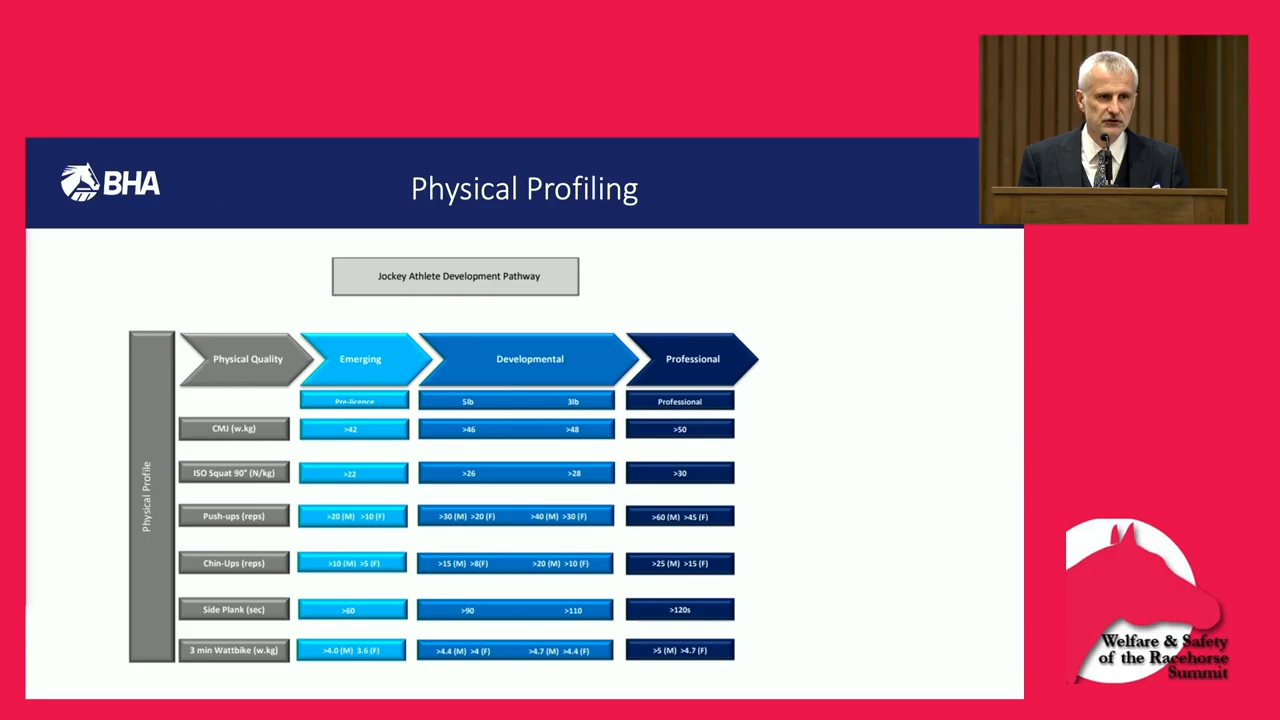 BHA
Physical Profiling
Jockey Athlete Development Pathway
Physical Profile
Physical Quality
Emerging
Developmental
Professional
Pre-licence
5lb
3lb
Professional
CMJ (w.kg)
>42
>46
>48
>50
ISO Squat 90° (N/kg)
>22
>26
>28
>30
Push-ups (reps)
>20 (M) >10 (F)
>30 (M) >20 (F)
>40 (M) >30 (F)
>60 (M) >45 (F)
Chin-Ups (reps)
>10 (M) >5 (F)
>15 (M) >8(F)
>20 (M) >10 (F)
>25 (M) >15 (F)
Side Plank (sec)
>60
>90
>110
>120s
3 min Wattbike (w.kg)
>4.0 (M) 3.6 (F)
>4.4 (M) >4 (F)
>4.7 (M) >4.4 (F)
>5 (M) >4.7 (F)
Welfare & Safety
of the Racehorse
Summit